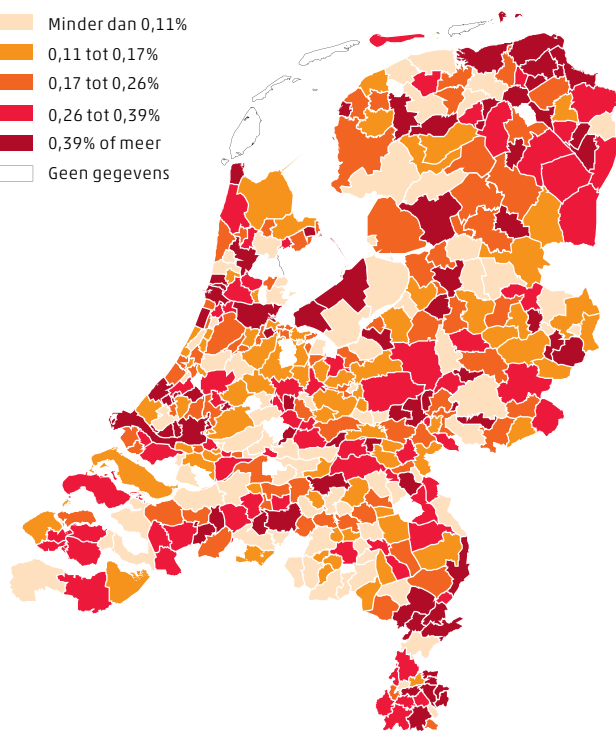 Minder dan 0,11%
0,11 tot 0,17%
0,17 tot 0,26%
0,26 tot 0,39%
0,39% of meer
Geen gegevens